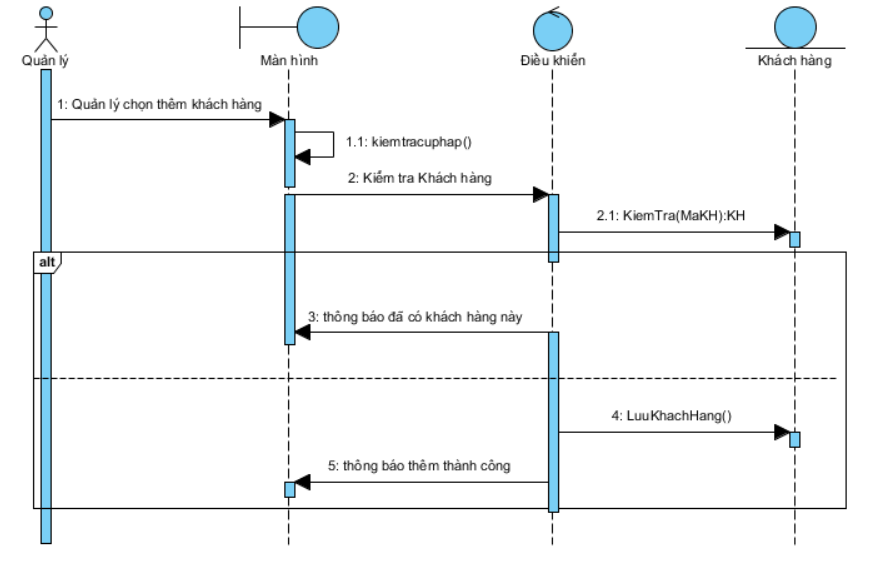 Quản lý
Màn hình
Điều khiển
Khách hàng
1: Quản lý chọn thêm khách hàng
1.1: kiemtracuphap()
2: Kiểm tra Khách hàng
2.1: KiemTra(MaKH):KH
alt
3: thông báo đã có khách hàng này
4: LuuKhachHang()
5: thông báo thêm thành công